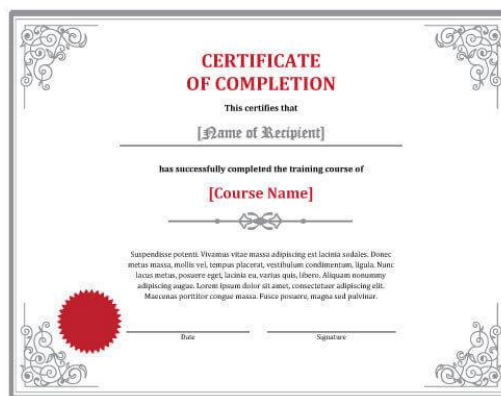 CERTIFICATE
OF COMPLETION
This certifies that
[Name of Recipient]
has successfully completed the training course of
[Course Name]
Suspendisse potenti. Vivamus vitae massa adipiscing est lacinia sodales. Donec
metus massa, mollis vel, tempus placerat, vestibulum condimentum, ligula. Nunc
lacus metus, posuere eget, lacinia eu, varius quis, libero. Aliquam nonummy
adipiscing augue. Lorem ipsum dolor sit amet, consectetuer adipiscing elit.
Maecenas porttitor congue massa. Fusce posuere, magna sed pulvinar.
Date Signature